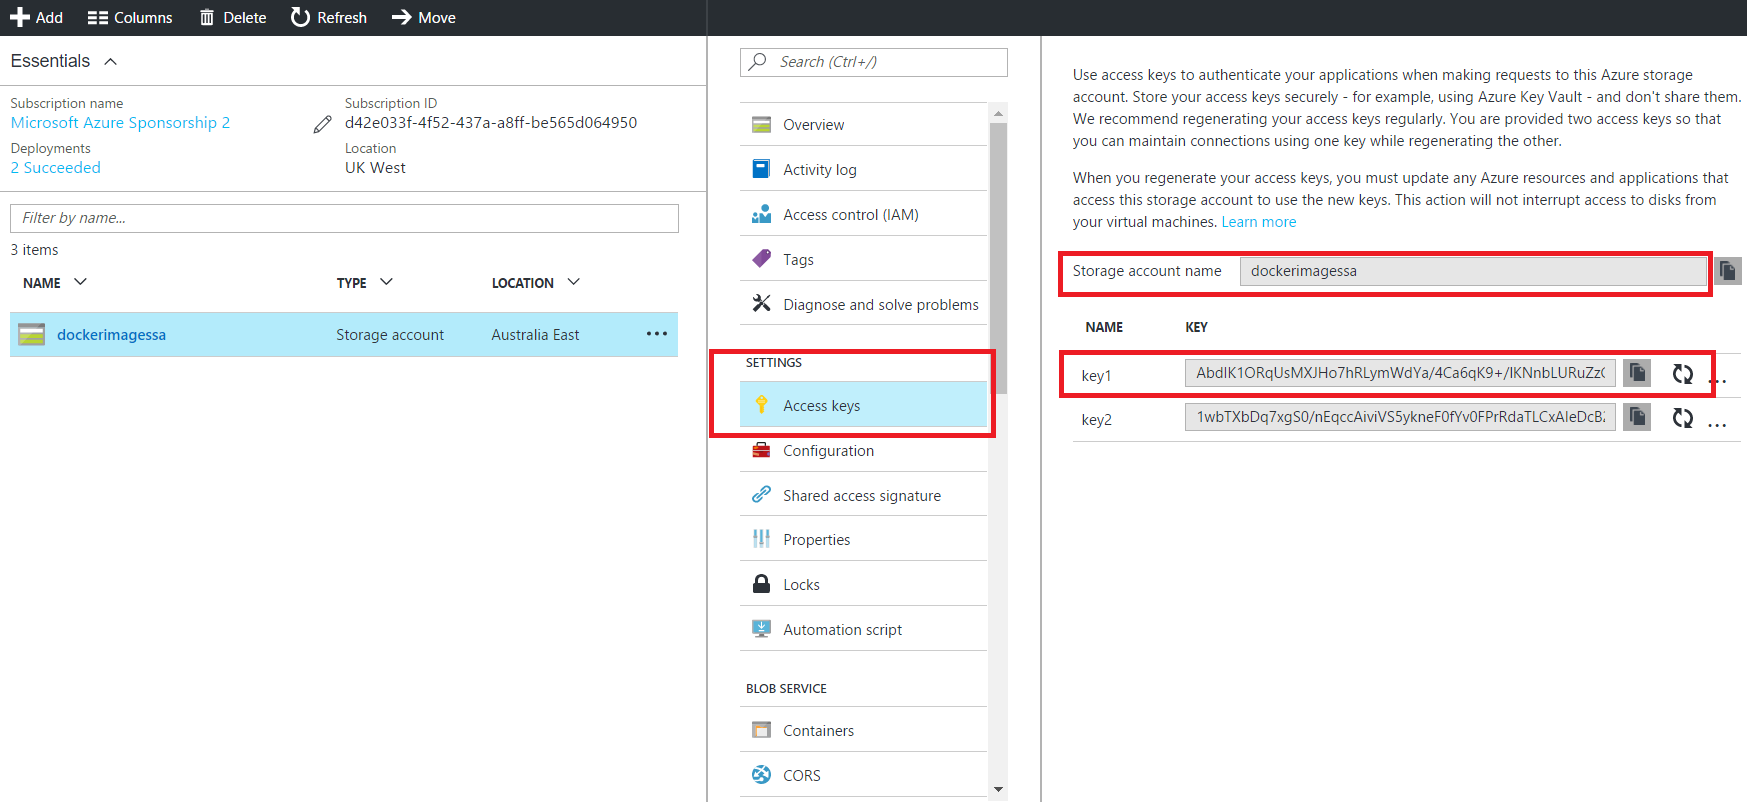 Add Columns Delete Refresh Move
Essentials
Subscription name
Microsoft Azure Sponsorship 2
Subscription ID
d42e033f-4f52-437a-a8ff-be565d064950
Deployments
2 Succeeded
Location
UK West
Filter by name...
3 items
NAME TYPE LOCATION
dockerimagessa Storage account Australia East ...
Search (Ctrl+/)
Overview
Activity log
Access control (IAM)
Tags
Diagnose and solve problems
SETTINGS
Access keys
Configuration
Shared access signature
Properties
Locks
Automation script
BLOB SERVICE
Containers
CORS
Use access keys to authenticate your applications when making requests to this Azure storage
account. Store your access keys securely - for example, using Azure Key Vault - and don't share them.
We recommend regenerating your access keys regularly. You are provided two access keys so that
you can maintain connections using one key while regenerating the other.
When you regenerate your access keys, you must update any Azure resources and applications that
access this storage account to use the new keys. This action will not interrupt access to disks from
your virtual machines. Learn more
Storage account name dockerimagessa
NAME KEY
key1 ...
key2 ...